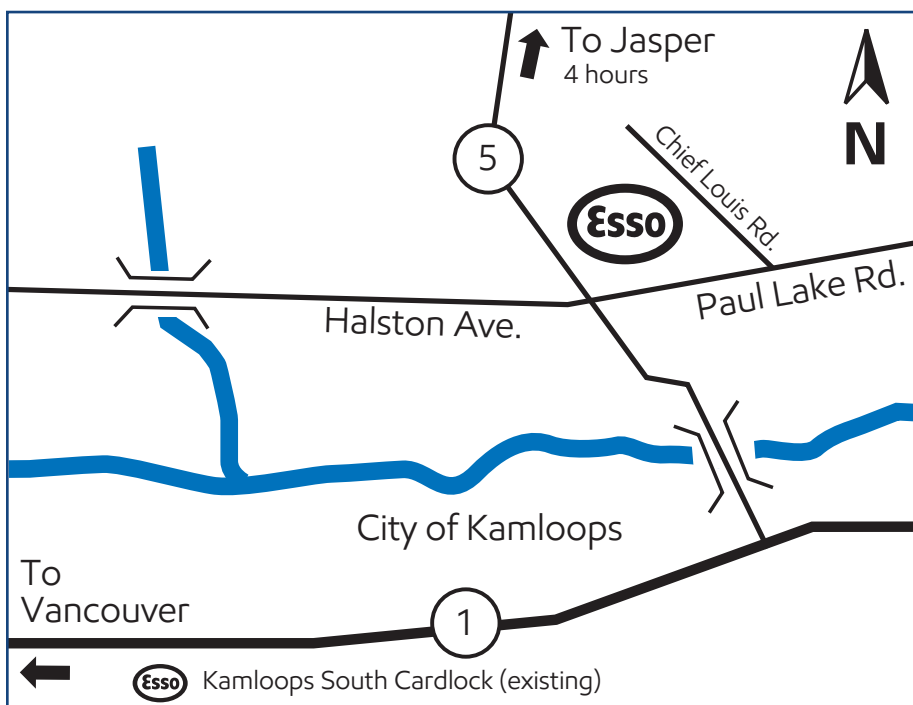 To Jasper
4 hours
N
5
Chief Louis Rd.
Esso
Paul Lake Rd.
Halston Ave.
City of Kamloops
To
Vancouver
1
Esso Kamloops South Cardlock (existing)